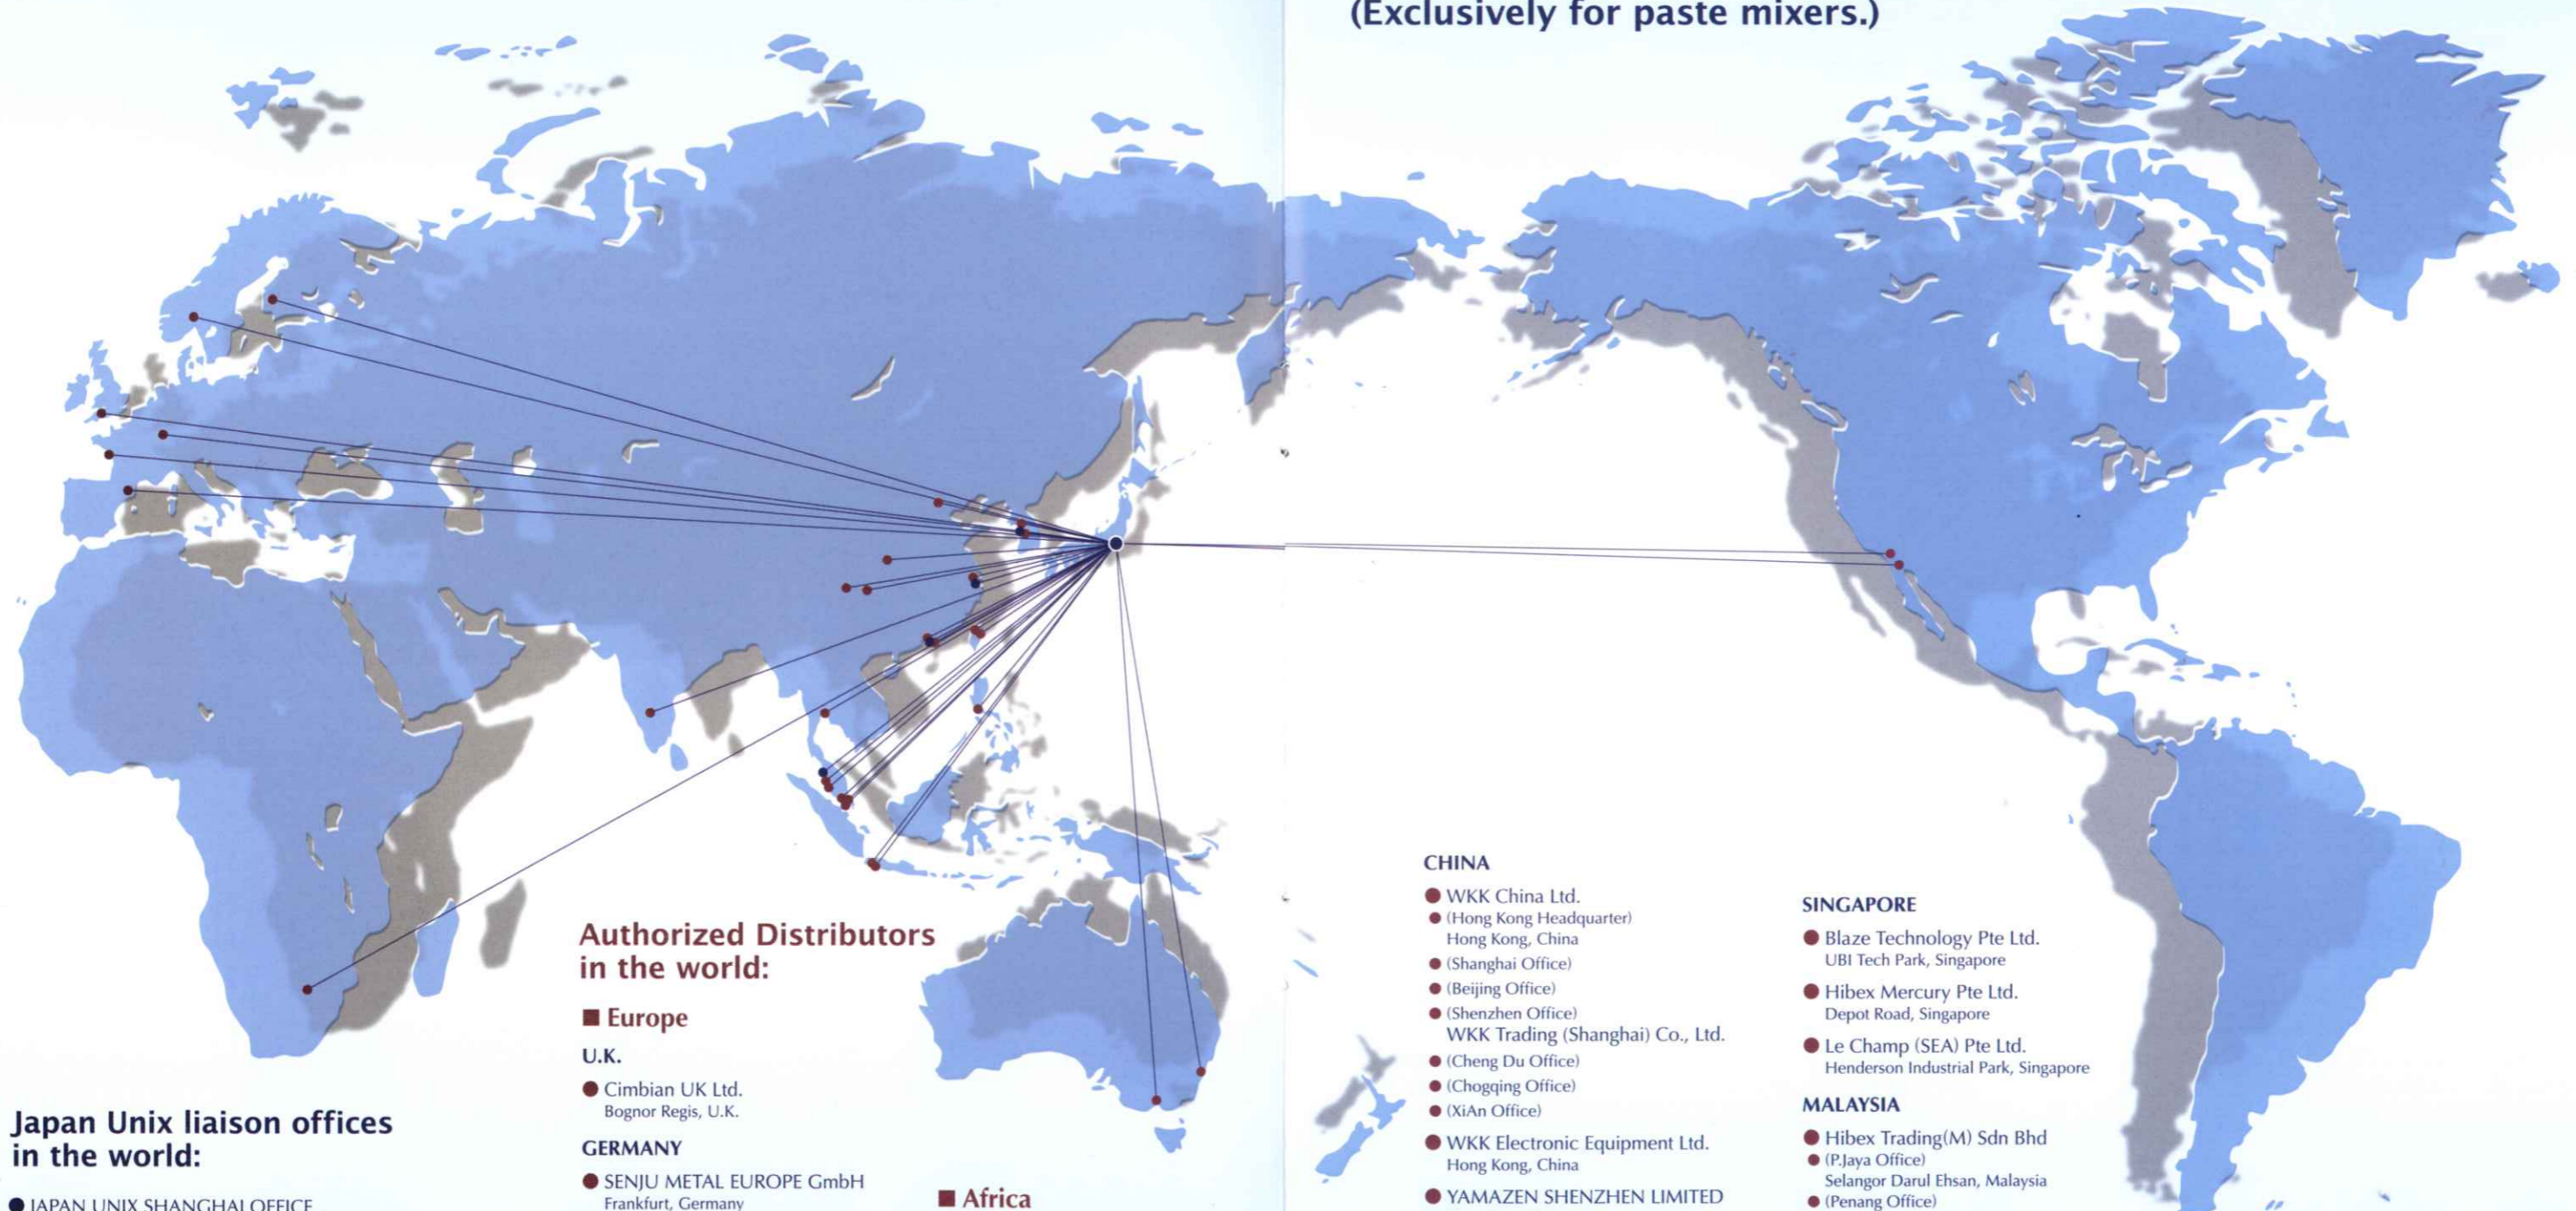 (Exclusively for paste mixers.)
Japan Unix liaison offices
in the world:
JAPAN UNIX SHANGHAI OFFICE
Authorized Distributors
in the world:
Europe
U.K.
Cimbian UK Ltd.
Bognor Regis, U.K.
GERMANY
SENJU METAL EUROPE GmbH
Frankfurt, Germany
Africa
CHINA
WKK China Ltd.
(Hong Kong Headquarter)
Hong Kong, China
(Shanghai Office)
(Beijing Office)
(Shenzhen Office)
WKK Trading (Shanghai) Co., Ltd.
(Cheng Du Office)
(Chogqing Office)
(XiAn Office)
WKK Electronic Equipment Ltd.
Hong Kong, China
YAMAZEN SHENZHEN LIMITED
SINGAPORE
Blaze Technology Pte Ltd.
UBI Tech Park, Singapore
Hibex Mercury Pte Ltd.
Depot Road, Singapore
Le Champ (SEA) Pte Ltd.
Henderson Industrial Park, Singapore
MALAYSIA
Hibex Trading(M) Sdn Bhd
(P.Jaya Office)
Selangor Darul Ehsan, Malaysia
(Penang Office)